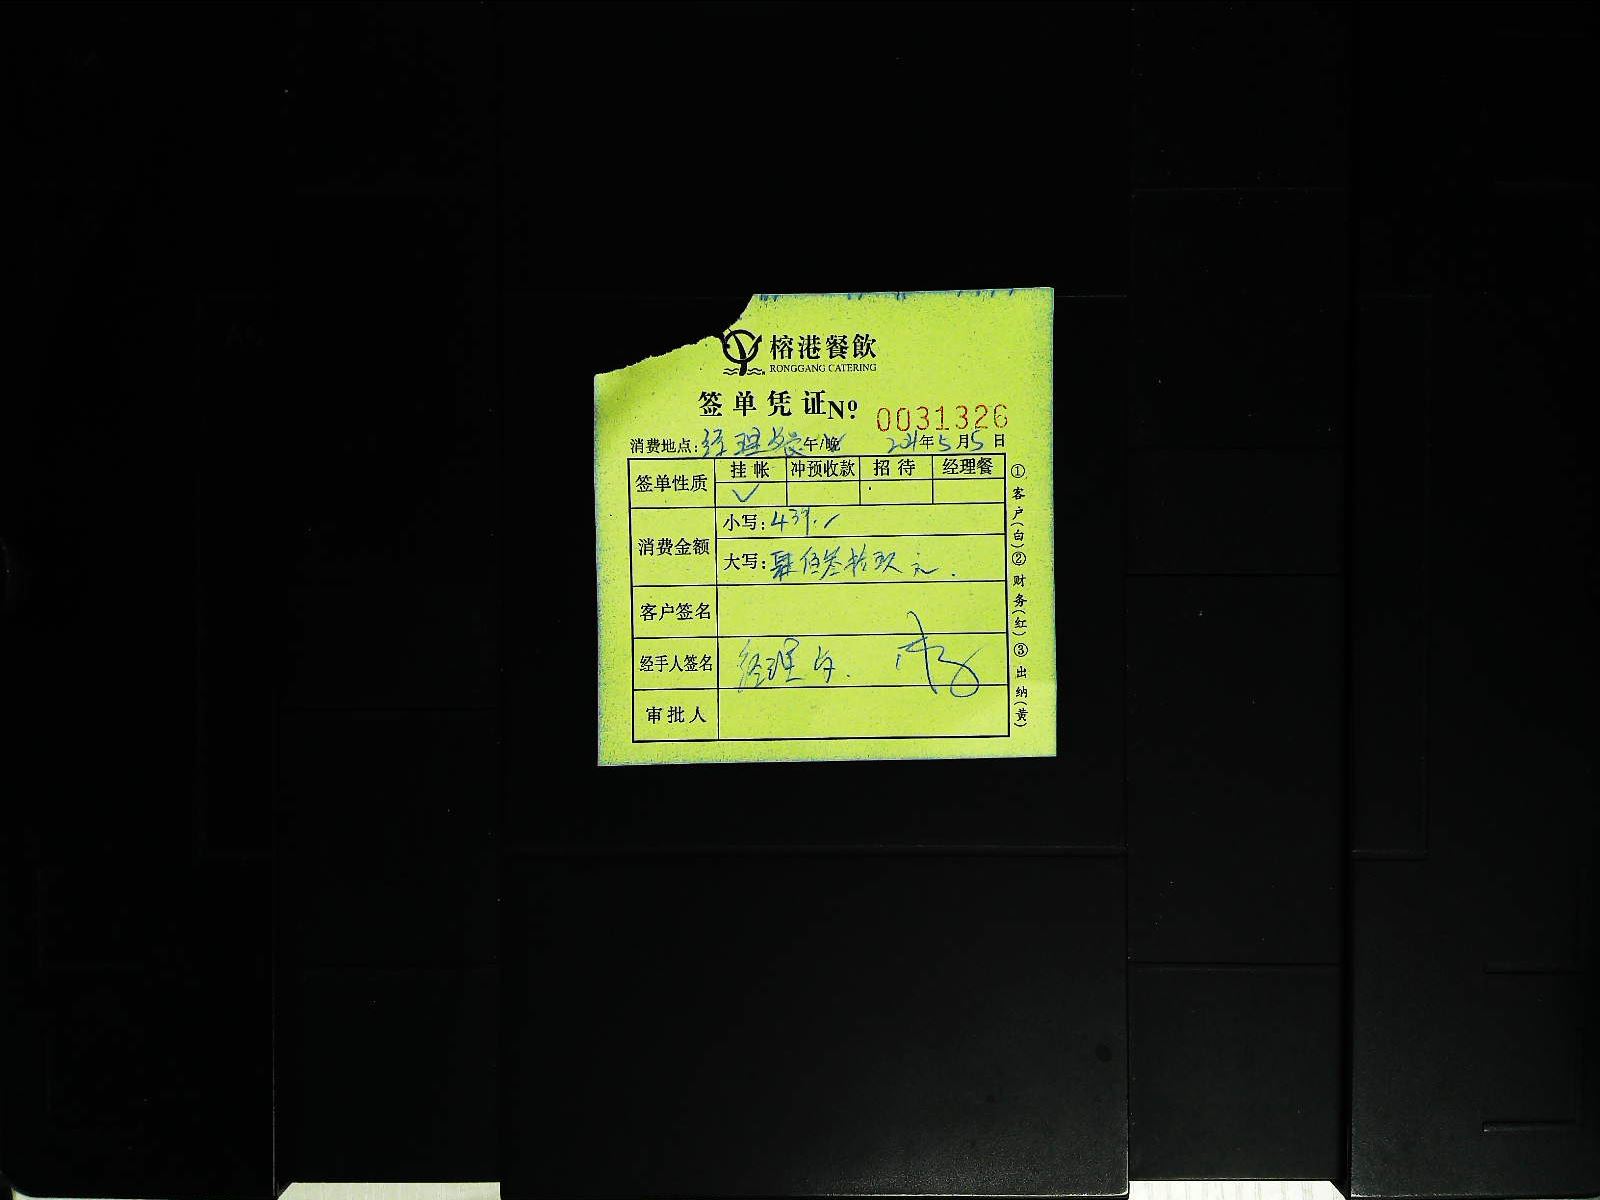 榕港餐飲
RONGGANG CATERING
签单凭证 Nº 0031326
消费地点: 经理餐 午/晚 2021年5月5日
签单性质 挂帐 冲预收款 招待 经理餐
✓
消费金额 小写: 439.
大写: 肆佰叁拾玖元.
客户签名
经手人签名 经理
审批人
①客户(白)②财务(红)③出纳(黄)